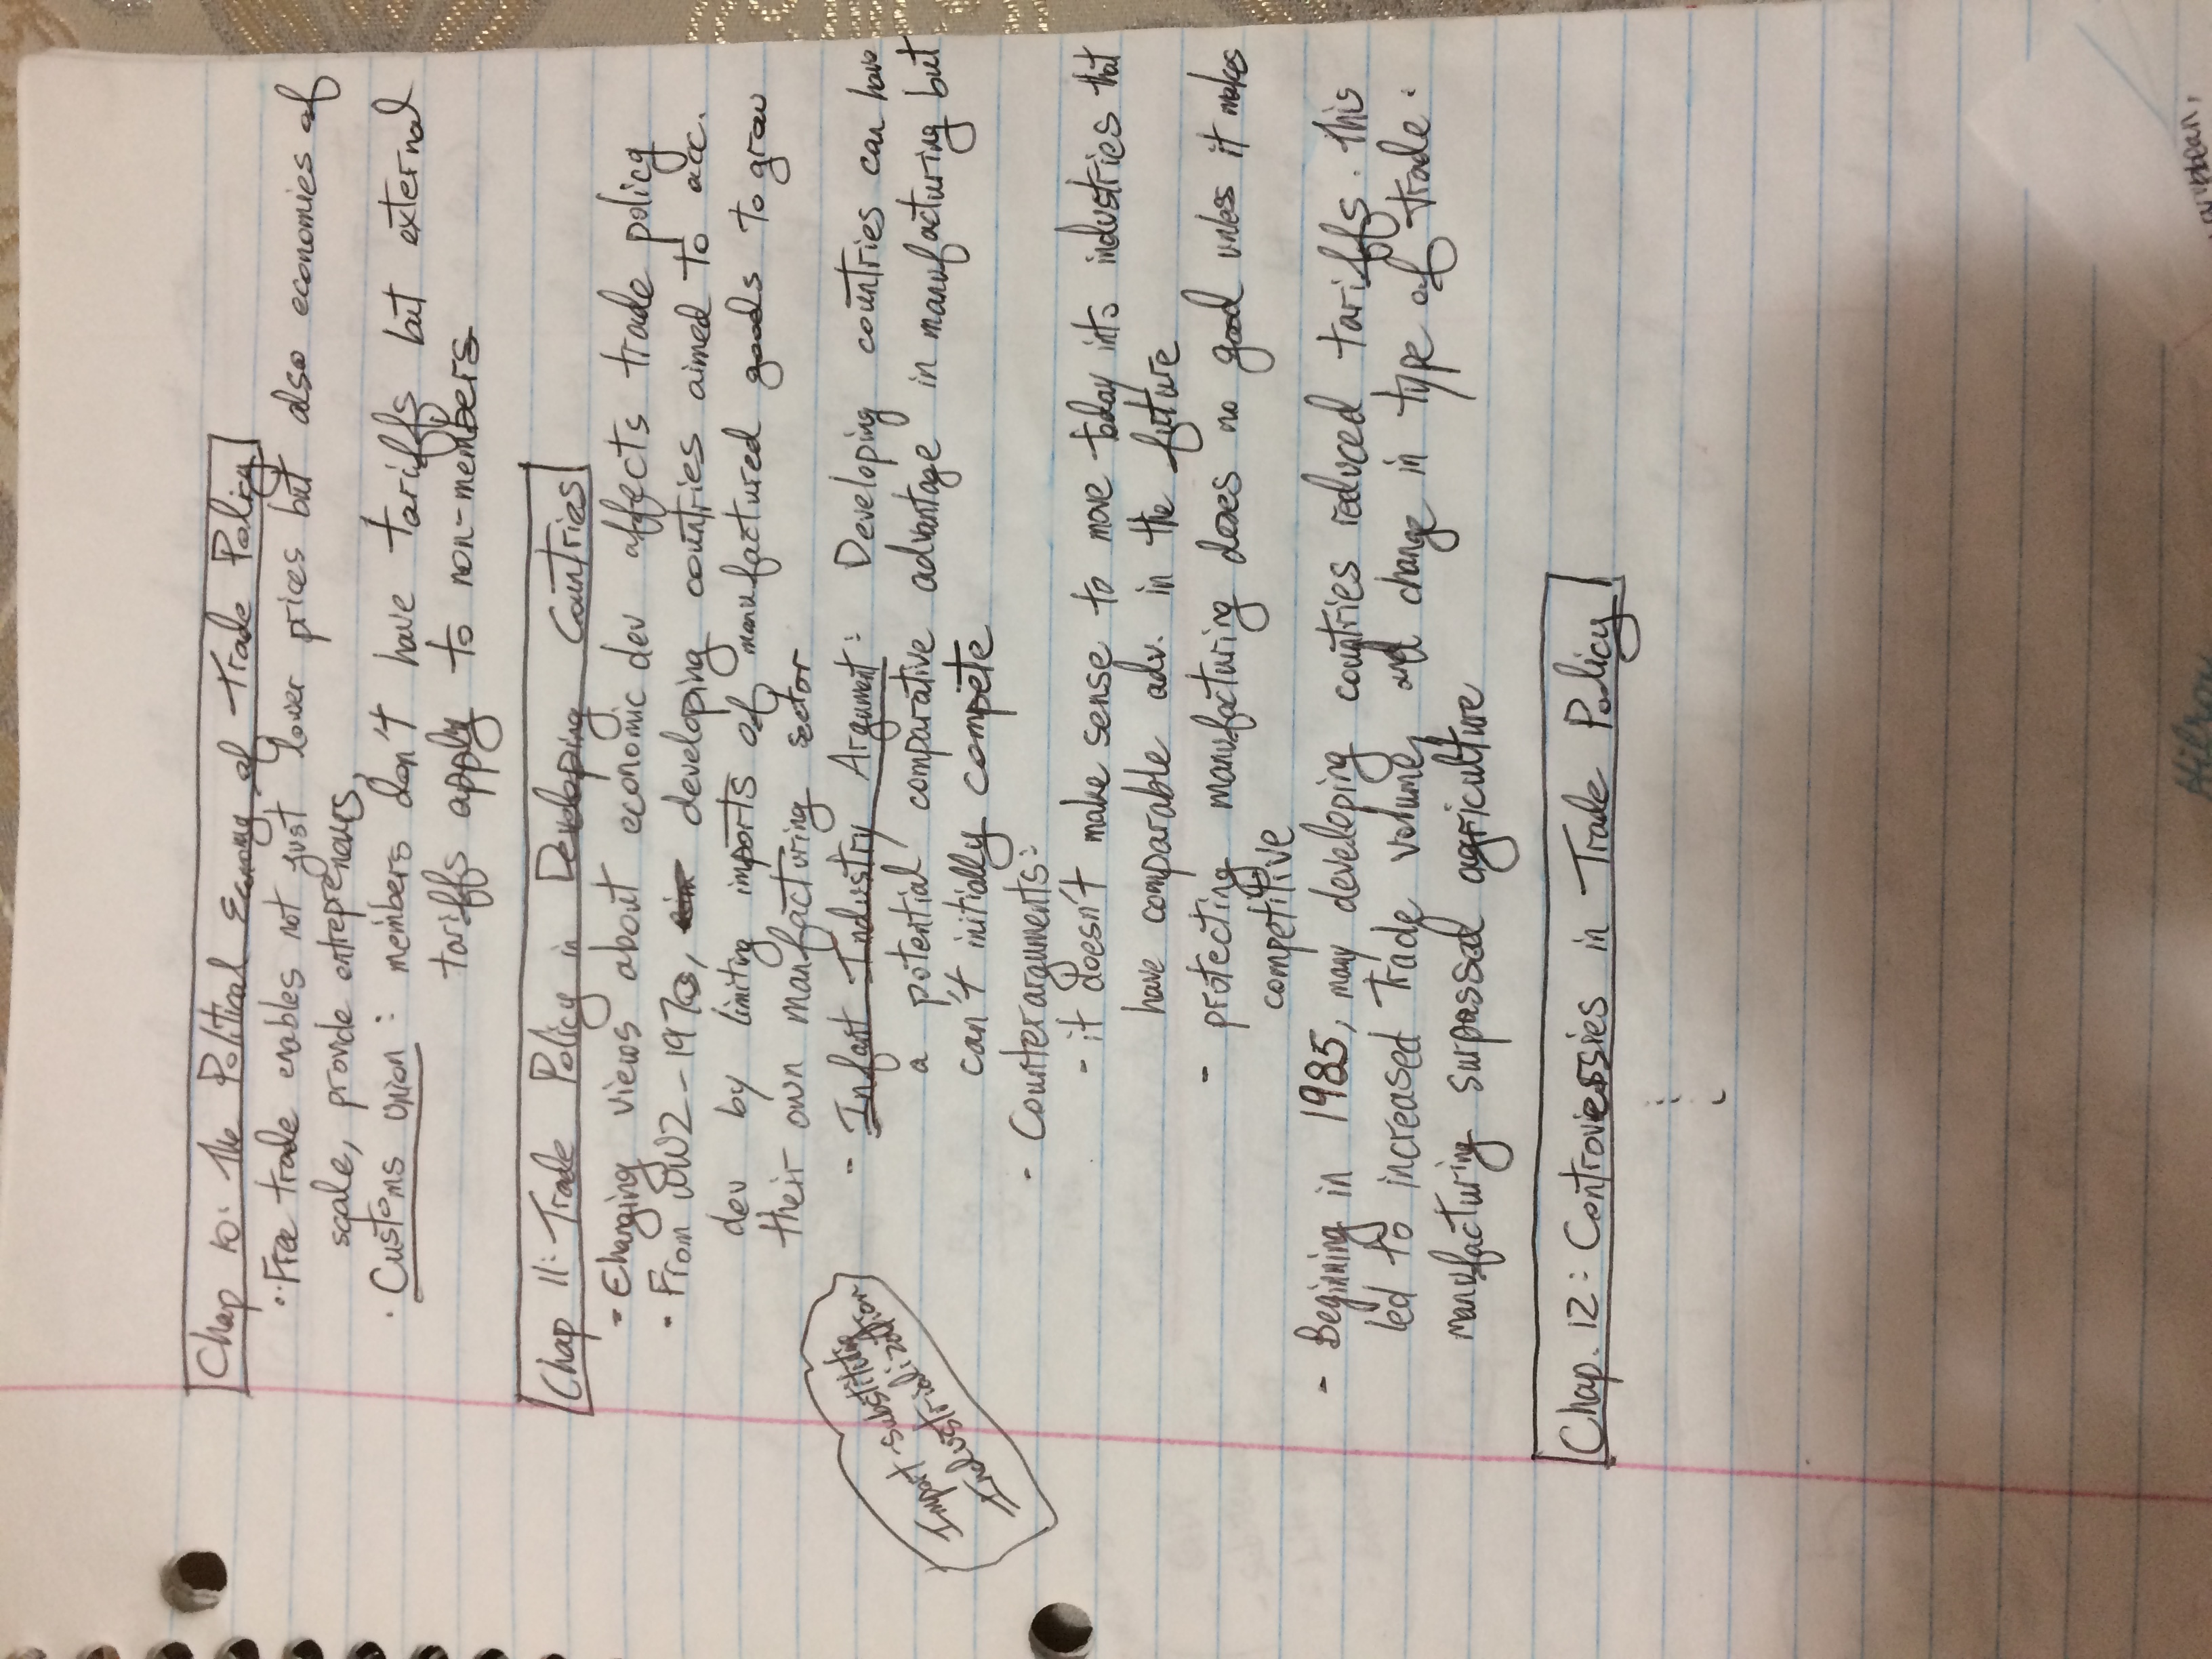 Chap 10: The Political Economy of Trade Policy
· Free trade enables not just lower prices but also economies of
scale, provide entrepreneurs,
· Customs Union : members don't have tariffs but external
tariffs apply to non-members
Chap 11: Trade Policy in Developing Countries
- Changing views about economic dev affects trade policy
- From WW2 - 1970s, developing countries aimed to acc.
dev by limiting imports of manufactured goods to grow
their own manfacturing sector
Import-substituting
Industrialization
- Infant Industry Argument: Developing countries can have
a potential comparative advantage in manufacturing but
can't initially compete
- Counterarguments:
- it doesn't make sense to move today into industries that
have comparable adv. in the future
- protecting manufacturing does no good unless it makes
competitive
- Beginning in 1985, many developing countries reduced tariffs. This
led to increased trade volume, and change in type of trade.
manufacturing surpassed agriculture
Chap. 12: Controversies in Trade Policy
Hilroy